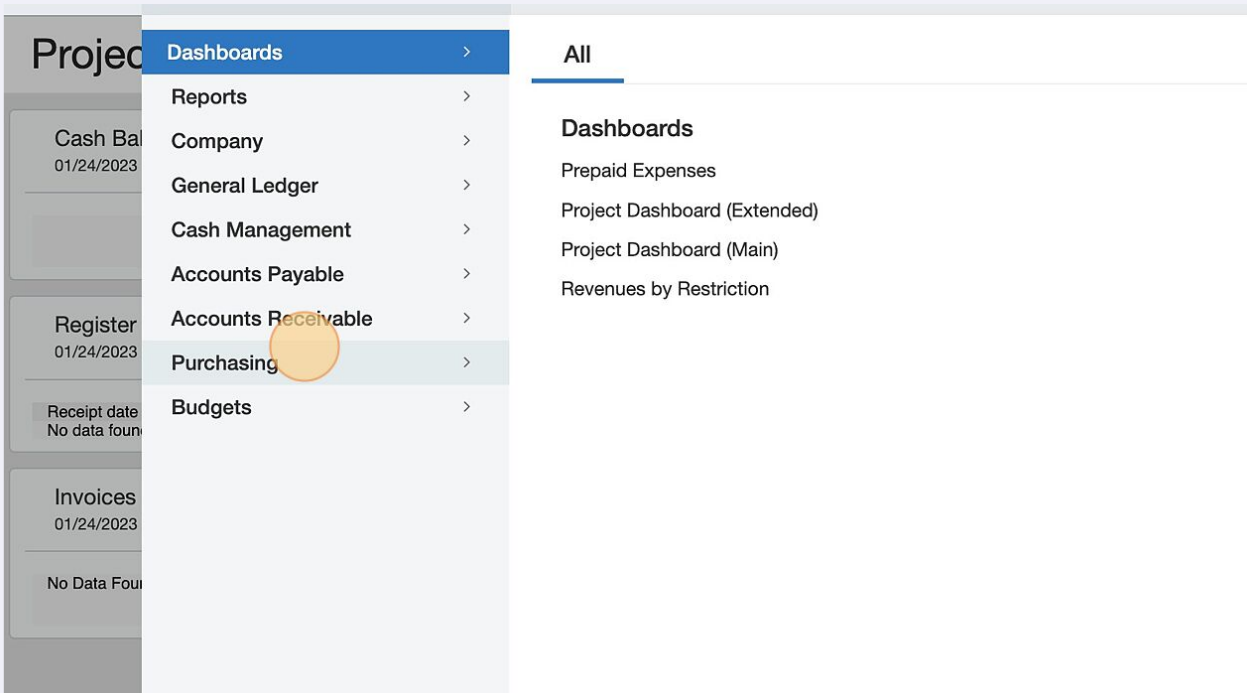 Projec
Cash Bal
01/24/2023
Register
01/24/2023
Receipt date
No data foun
Invoices
01/24/2023
No Data Foun
Dashboards
Reports
Company
General Ledger
Cash Management
Accounts Payable
Accounts Receivable
Purchasing
Budgets
All
Dashboards
Prepaid Expenses
Project Dashboard (Extended)
Project Dashboard (Main)
Revenues by Restriction